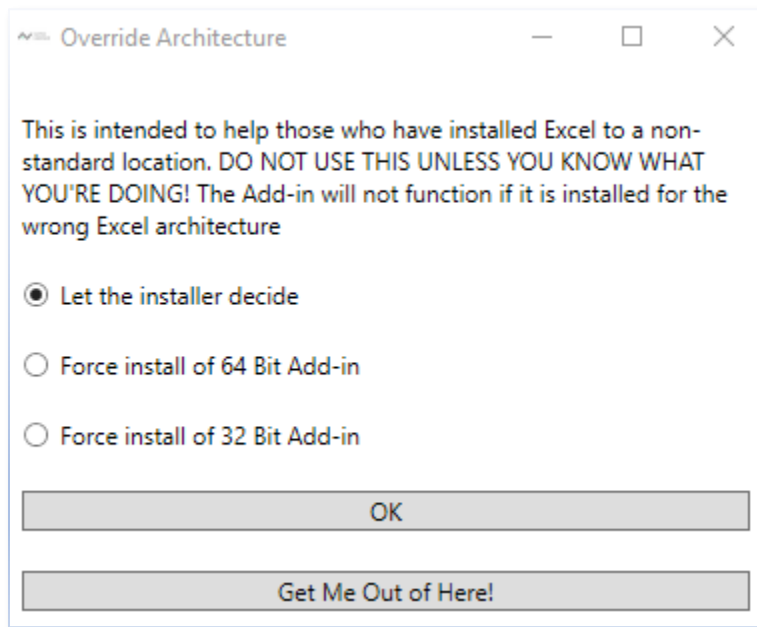 Override Architecture
This is intended to help those who have installed Excel to a non-
standard location. DO NOT USE THIS UNLESS YOU KNOW WHAT
YOU'RE DOING! The Add-in will not function if it is installed for the
wrong Excel architecture
Let the installer decide
Force install of 64 Bit Add-in
Force install of 32 Bit Add-in
OK
Get Me Out of Here!